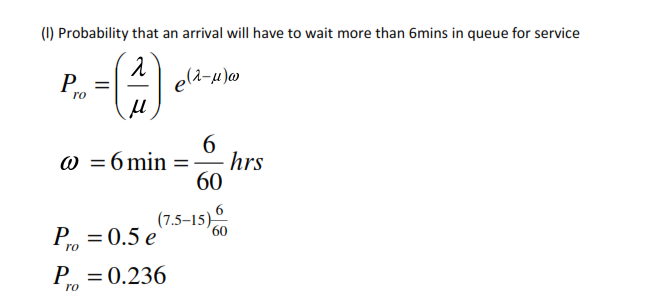 (I) Probability that an arrival will have to wait more than 6mins in queue for service
P_ro = (λ/μ) e^(λ−μ)ω
ω = 6 min = 6/60 hrs
P_ro = 0.5 e^(7.5−15)6/60
P_ro = 0.236